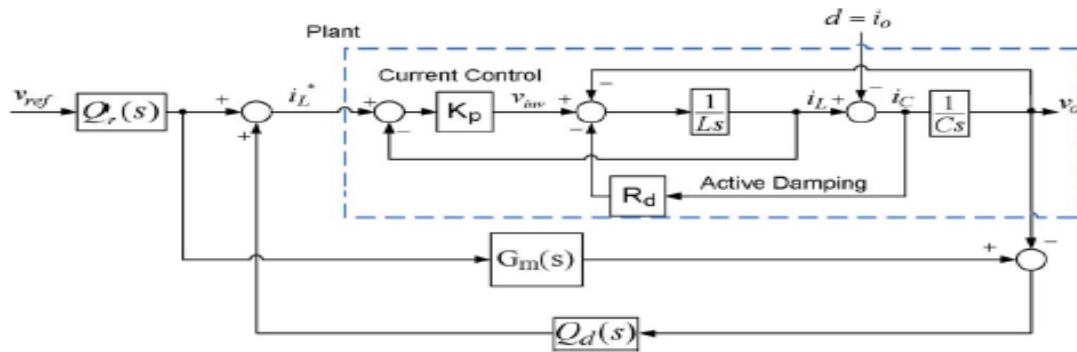 d = i_o
Plant
Current Control
v_ref
Q_r(s)
+
+
i_L*
+
−
K_p
v_inv
+
−
−
1/Ls
i_L
+
−
i_C
1/Cs
v_o
R_d
Active Damping
G_m(s)
+
−
Q_d(s)